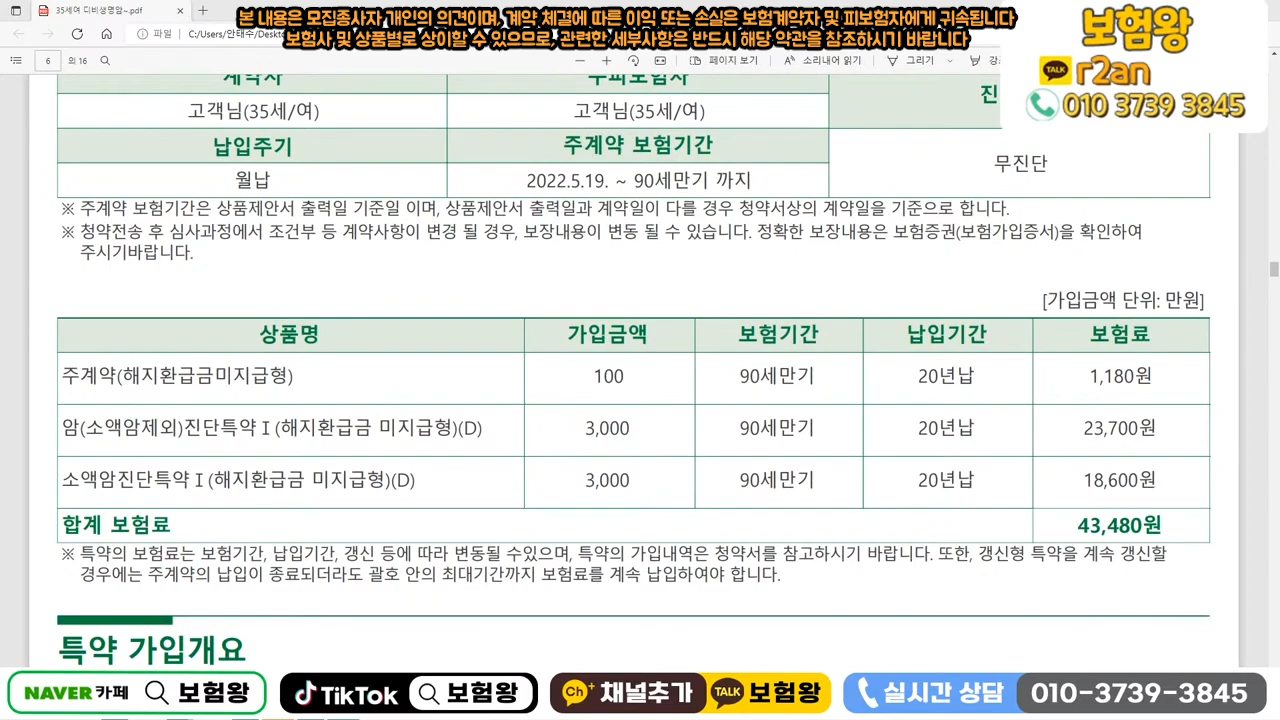 35세여 디비생명암~.pdf
본 내용은 모집종사자 개인의 의견이며, 계약 체결에 따른 이익 또는 손실은 보험계약자 및 피보험자에게 귀속됩니다
보험사 및 상품별로 상이할 수 있으므로, 관련한 세부사항은 반드시 해당 약관을 참조하시기 바랍니다
보험왕
TALK r2an
010 3739 3845
파일 C:/Users/안태수/Deskto
6 의 16 페이지 보기 소리내어 읽기 그리기
계약자 주피보험자
고객님(35세/여) 고객님(35세/여) 진
납입주기 주계약 보험기간
월납 2022.5.19. ~ 90세만기 까지 무진단
※ 주계약 보험기간은 상품제안서 출력일 기준일 이며, 상품제안서 출력일과 계약일이 다를 경우 청약서상의 계약일을 기준으로 합니다.
※ 청약전송 후 심사과정에서 조건부 등 계약사항이 변경 될 경우, 보장내용이 변동 될 수 있습니다. 정확한 보장내용은 보험증권(보험가입증서)을 확인하여
주시기바랍니다.
[가입금액 단위: 만원]
상품명 가입금액 보험기간 납입기간 보험료
주계약(해지환급금미지급형) 100 90세만기 20년납 1,180원
암(소액암제외)진단특약Ⅰ(해지환급금 미지급형)(D) 3,000 90세만기 20년납 23,700원
소액암진단특약Ⅰ(해지환급금 미지급형)(D) 3,000 90세만기 20년납 18,600원
합계 보험료 43,480원
※ 특약의 보험료는 보험기간, 납입기간, 갱신 등에 따라 변동될 수있으며, 특약의 가입내역은 청약서를 참고하시기 바랍니다. 또한, 갱신형 특약을 계속 갱신할
경우에는 주계약의 납입이 종료되더라도 괄호 안의 최대기간까지 보험료를 계속 납입하여야 합니다.
특약 가입개요
NAVER 카페 보험왕 TikTok 보험왕 Ch+ 채널추가 TALK 보험왕 실시간 상담 010-3739-3845